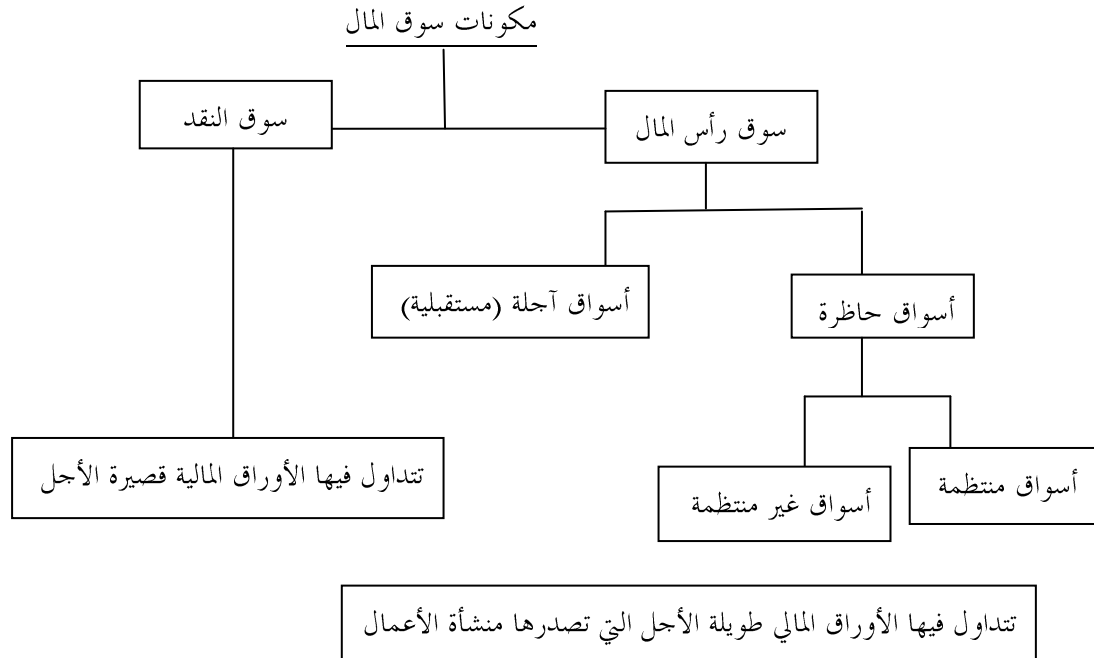 مكونات سوق المال
سوق رأس المال
سوق النقد
أسواق آجلة (مستقبلية)
أسواق حاظرة
أسواق منتظمة
أسواق غير منتظمة
تتداول فيها الأوراق المالية قصيرة الأجل
تتداول فيها الأوراق المالي طويلة الأجل التي تصدرها منشأة الأعمال